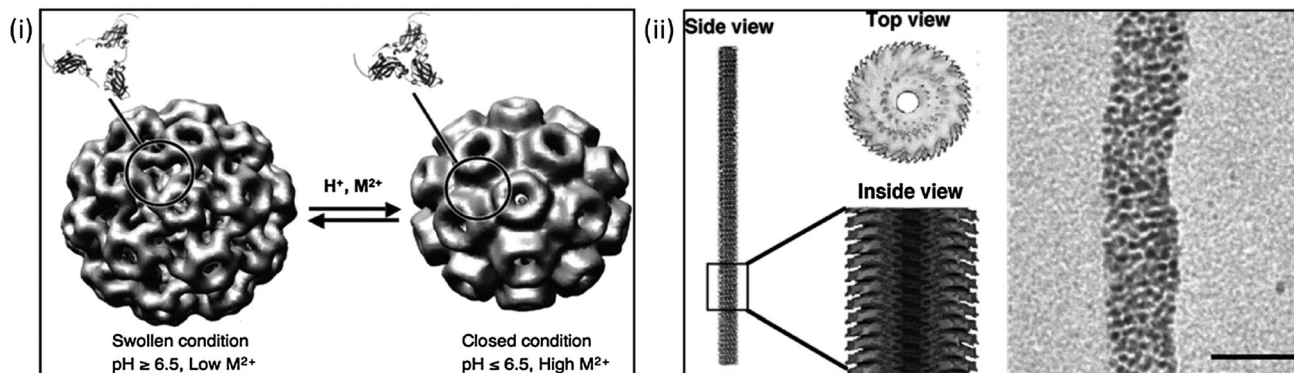 (i)
H⁺, M²⁺
Swollen condition
pH ≥ 6.5, Low M²⁺
Closed condition
pH ≤ 6.5, High M²⁺
(ii)
Side view
Top view
Inside view